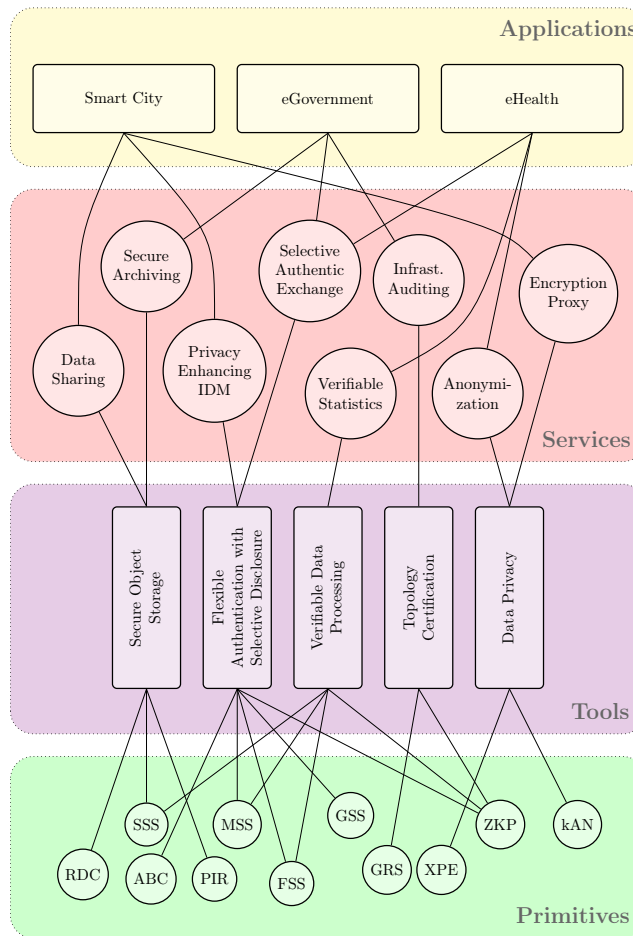 Applications
Smart City
eGovernment
eHealth
Secure
Archiving
Selective
Authentic
Exchange
Infrast.
Auditing
Encryption
Proxy
Data
Sharing
Privacy
Enhancing
IDM
Verifiable
Statistics
Anonymi-
zation
Services
Secure Object
Storage
Flexible
Authentication with
Selective Disclosure
Verifiable Data
Processing
Topology
Certification
Data Privacy
Tools
SSS
MSS
GSS
ZKP
kAN
RDC
ABC
PIR
FSS
GRS
XPE
Primitives